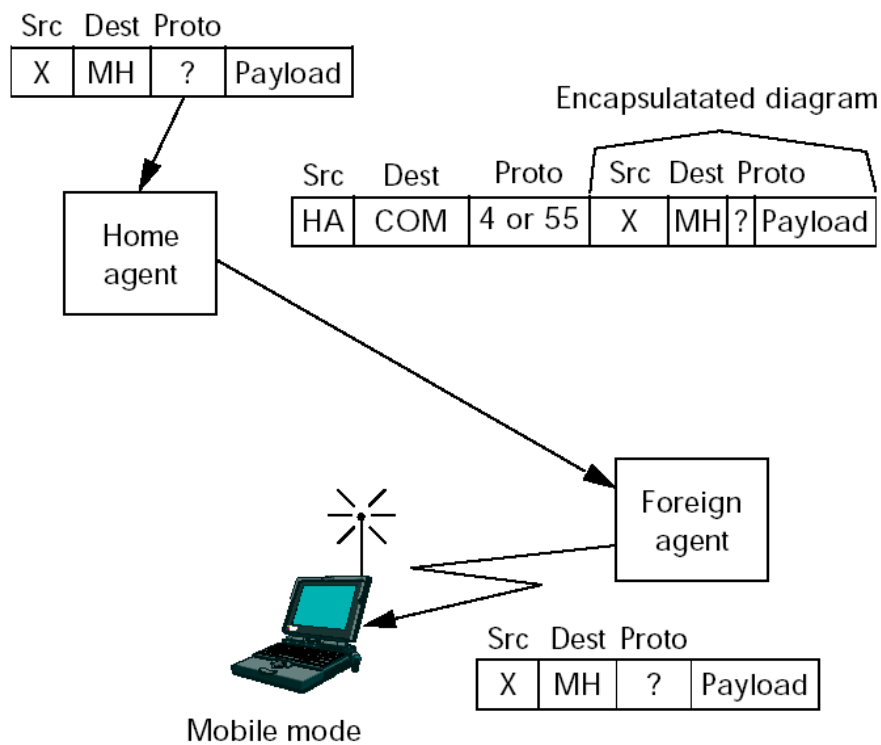 Src Dest Proto
X MH ? Payload
Encapsulatated diagram
Src Dest Proto Src Dest Proto
HA COM 4 or 55 X MH ? Payload
Home
agent
Foreign
agent
Src Dest Proto
X MH ? Payload
Mobile mode